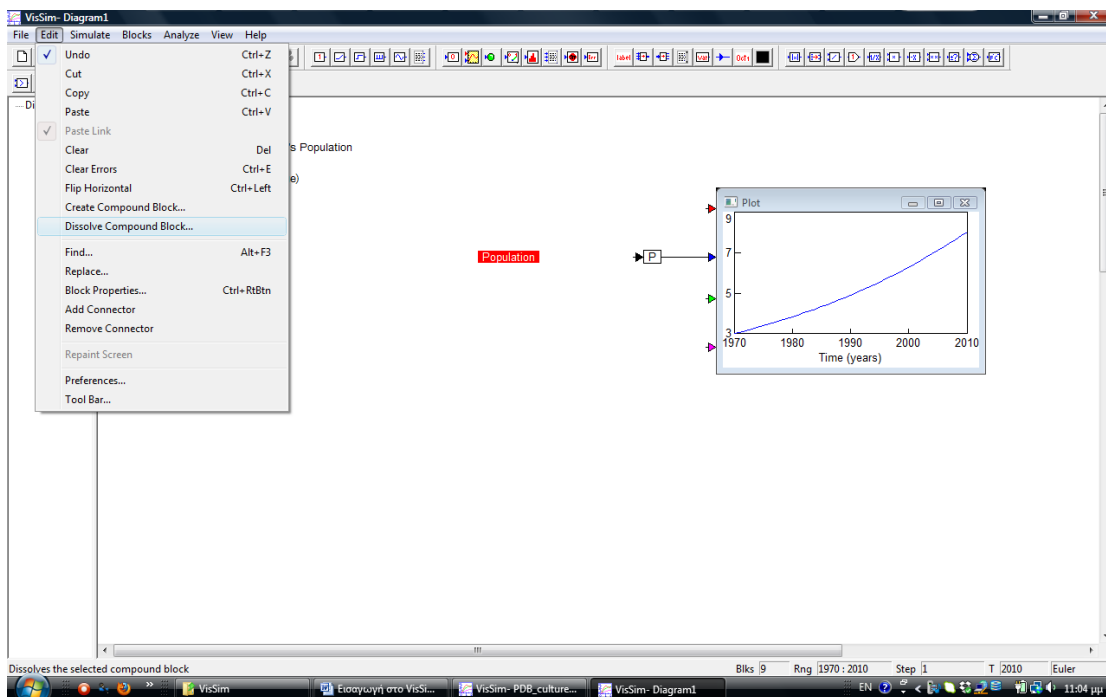 VisSim- Diagram1
File Edit Simulate Blocks Analyze View Help
Undo Ctrl+Z
Cut Ctrl+X
Copy Ctrl+C
Paste Ctrl+V
Paste Link
Clear Del
Clear Errors Ctrl+E
Flip Horizontal Ctrl+Left
Create Compound Block...
Dissolve Compound Block...
Find... Alt+F3
Replace...
Block Properties... Ctrl+RtBtn
Add Connector
Remove Connector
Repaint Screen
Preferences...
Tool Bar...
label
Di
's Population
e)
Population
P
Plot
9
7
5
3
1970 1980 1990 2000 2010
Time (years)
Dissolves the selected compound block Blks 9 Rng 1970 : 2010 Step 1 T 2010 Euler
VisSim Εισαγωγή στο VisSi... VisSim- PDB_culture... VisSim- Diagram1 EN 11:04 μμ